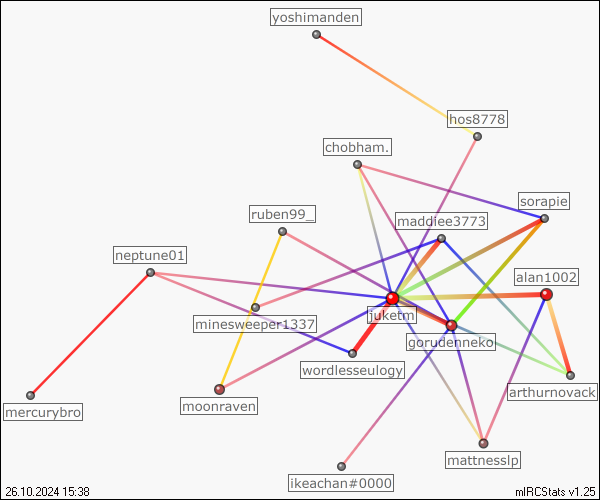 yoshimanden
hos8778
chobham.
sorapie
ruben99_
maddiee3773
neptune01
alan1002
juketm
minesweeper1337
gorudenneko
wordlesseulogy
arthurnovack
moonraven
mercurybro
mattnesslp
ikeachan#0000
26.10.2024 15:38
mIRCStats v1.25